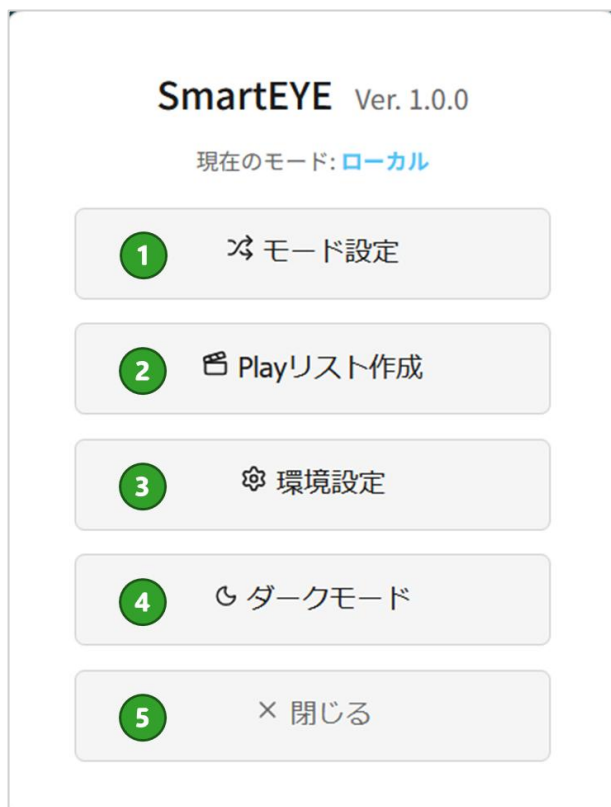 SmartEYE Ver. 1.0.0
現在のモード: ローカル
1 モード設定
2 Playリスト作成
3 環境設定
4 ダークモード
5 閉じる